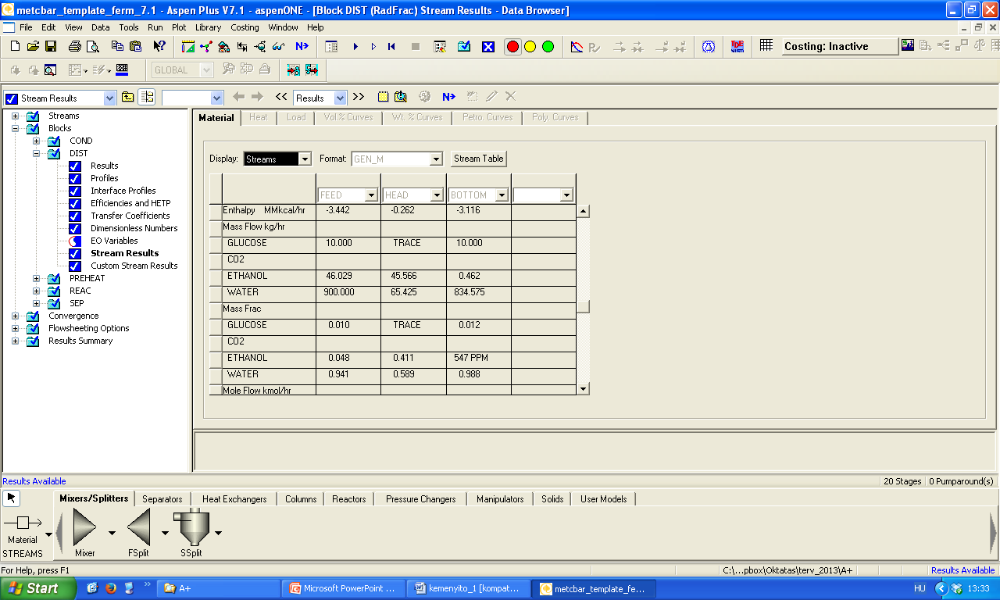 metcbar_template_ferm_7.1 - Aspen Plus V7.1 - aspenONE - [Block DIST (RadFrac) Stream Results - Data Browser]
File Edit View Data Tools Run Plot Library Costing Window Help
N» Costing: Inactive
GLOBAL
Stream Results << Results >> N»
Streams
Blocks
COND
DIST
Results
Profiles
Interface Profiles
Efficiencies and HETP
Transfer Coefficients
Dimensionless Numbers
EO Variables
Stream Results
Custom Stream Results
PREHEAT
REAC
SEP
Convergence
Flowsheeting Options
Results Summary
Material Heat Load Vol.% Curves Wt. % Curves Petro. Curves Poly. Curves
Display: Streams Format: GEN_M Stream Table
FEED HEAD BOTTOM
Enthalpy MMkcal/hr -3.442 -0.262 -3.116
Mass Flow kg/hr
GLUCOSE 10.000 TRACE 10.000
CO2
ETHANOL 46.029 45.566 0.462
WATER 900.000 65.425 834.575
Mass Frac
GLUCOSE 0.010 TRACE 0.012
CO2
ETHANOL 0.048 0.411 547 PPM
WATER 0.941 0.589 0.988
Mole Flow kmol/hr
Results Available 20 Stages 0 Pumparound(s)
Mixers/Splitters Separators Heat Exchangers Columns Reactors Pressure Changers Manipulators Solids User Models
Material
STREAMS
Mixer FSplit SSplit
For Help, press F1 C:\...pbox\Oktatas\terv_2013\A+ Results Available
Start A+ Microsoft PowerPoint ... kemenyito_1 [kompat... metcbar_template_fe... HU 13:33